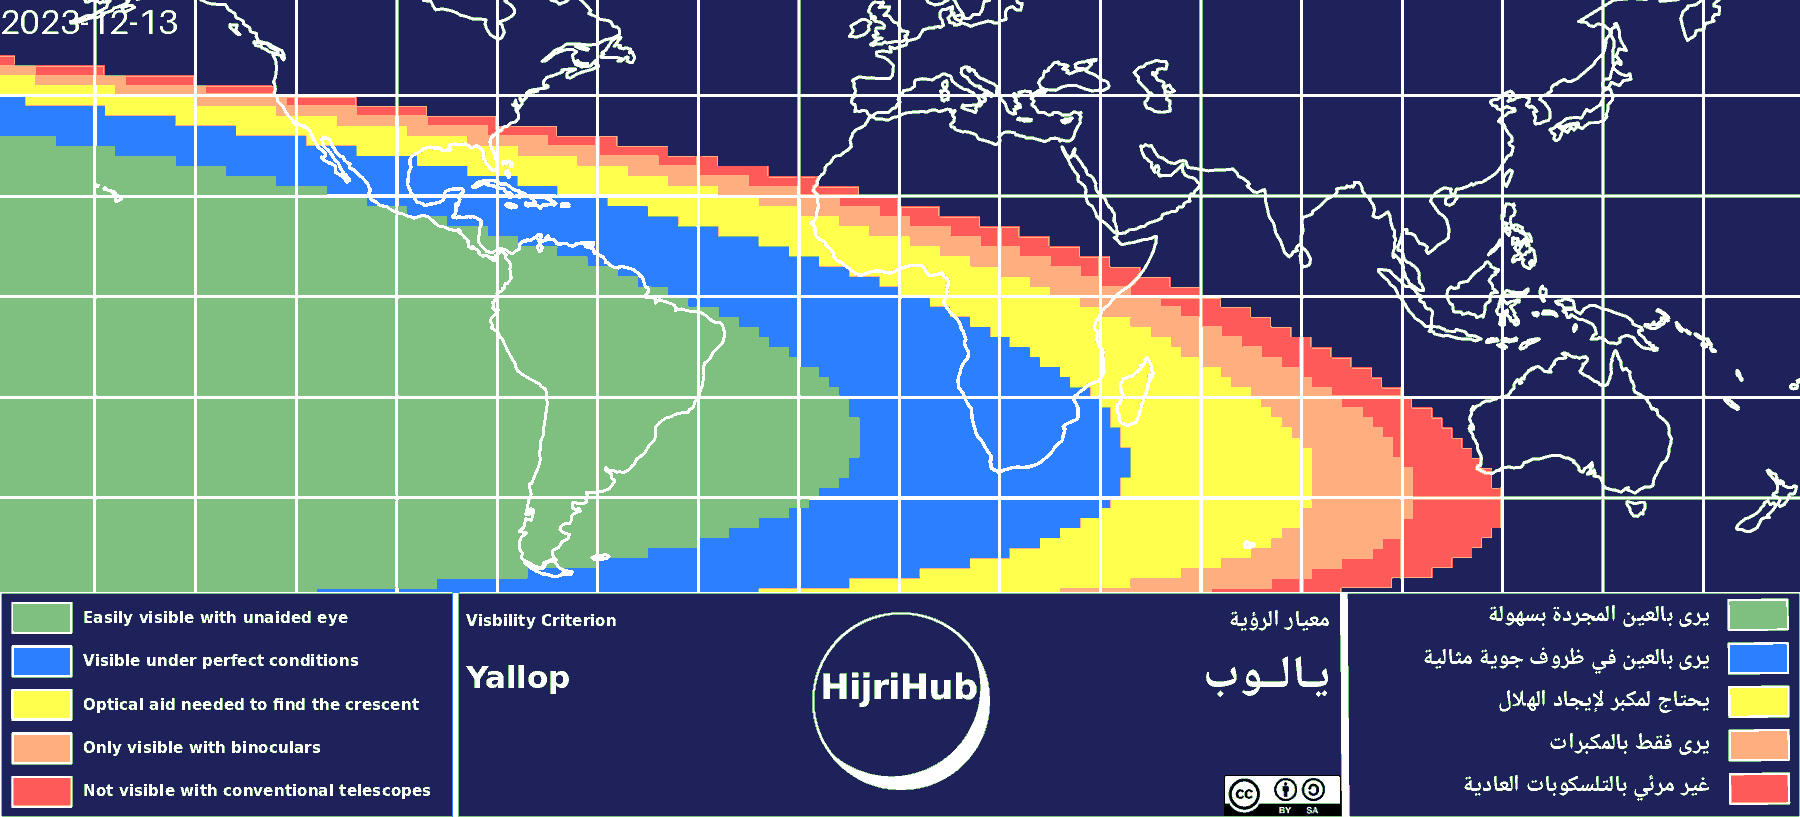 2023-12-13
Easily visible with unaided eye
Visible under perfect conditions
Optical aid needed to find the crescent
Only visible with binoculars
Not visible with conventional telescopes
Visbility Criterion
Yallop
HijriHub
معيار الرؤية
يـالـوب
cc BY SA
يرى بالعين المجردة بسهولة
يرى بالعين في ظروف جوية مثالية
يحتاج لمكبر لإيجاد الهلال
يرى فقط بالمكبرات
غير مرئي بالتلسكوبات العادية